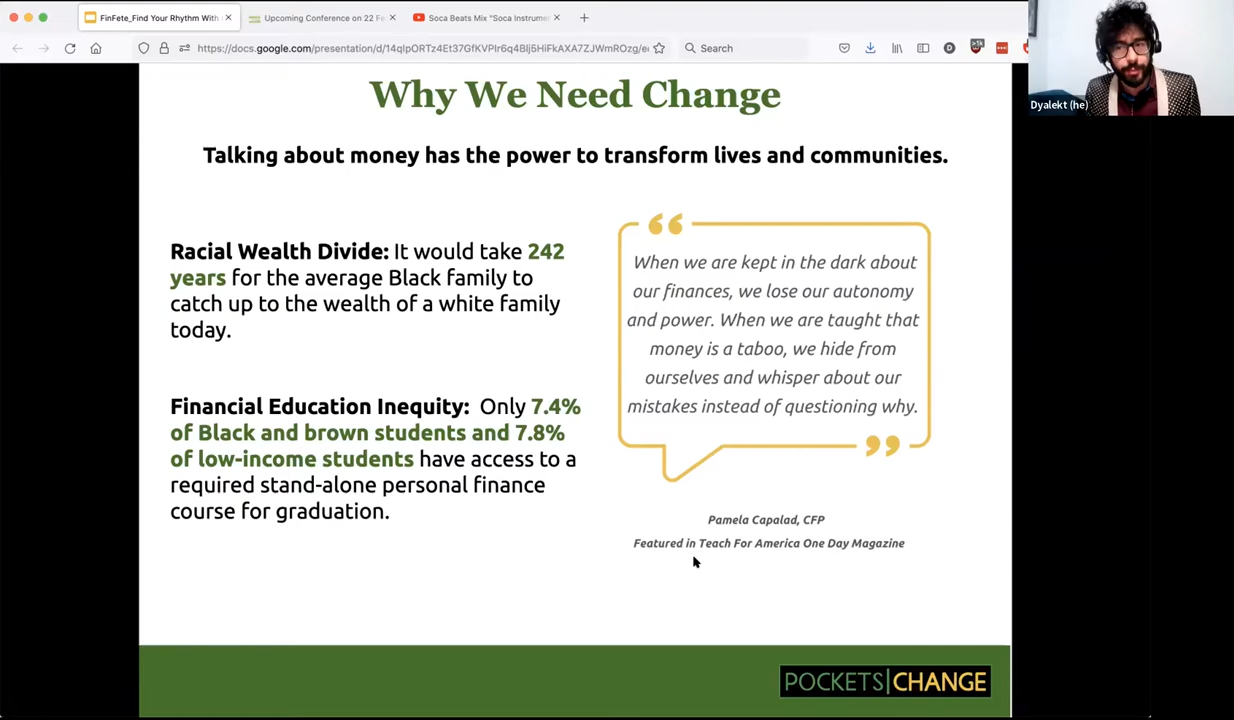 FinFete_Find Your Rhythm With
Upcoming Conference on 22 Fe
Soca Beats Mix "Soca Instrume
https://docs.google.com/presentation/d/
Search
Dyalekt (he)
Why We Need Change
Talking about money has the power to transform lives and communities.
Racial Wealth Divide: It would take 242
years for the average Black family to
catch up to the wealth of a white family
today.
Financial Education Inequity: Only 7.4%
of Black and brown students and 7.8%
of low-income students have access to a
required stand-alone personal finance
course for graduation.
“
When we are kept in the dark about
our finances, we lose our autonomy
and power. When we are taught that
money is a taboo, we hide from
ourselves and whisper about our
mistakes instead of questioning why.
”
Pamela Capalad, CFP
Featured in Teach For America One Day Magazine
POCKETS|CHANGE